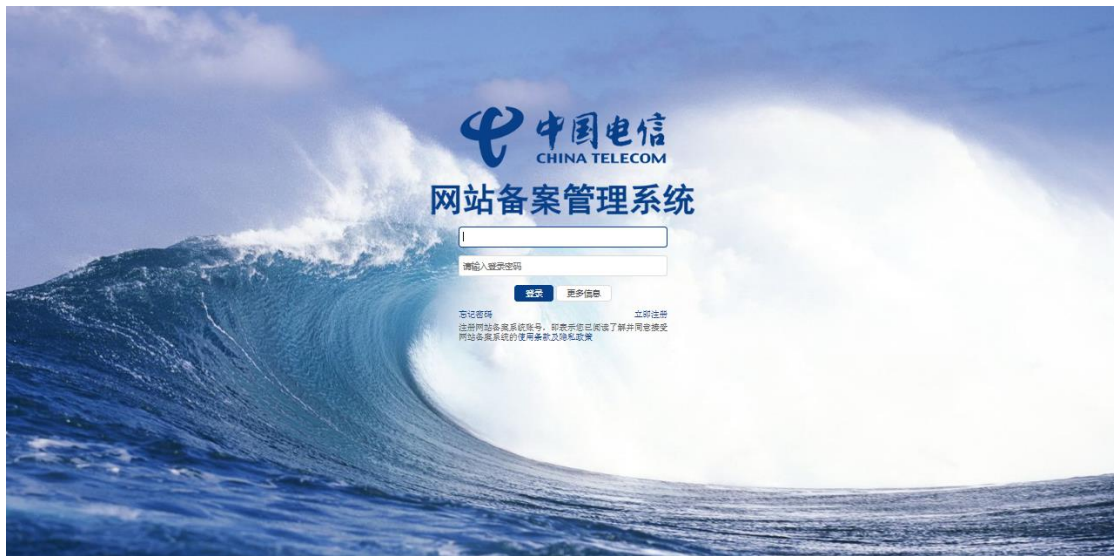 中国电信
CHINA TELECOM
网站备案管理系统
请输入登录密码
登录 更多信息
忘记密码 立即注册
注册网站备案系统账号，即表示您已阅读了解并同意接受
网站备案系统的使用条款及隐私政策